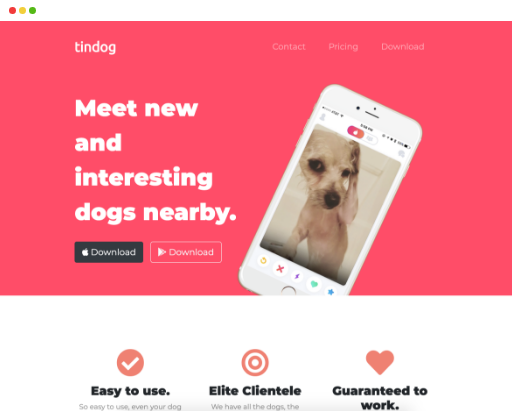 tindog
Contact Pricing Download
Meet new
and
interesting
dogs nearby.
Download Download
Easy to use. Elite Clientele Guaranteed to
work.
So easy to use, even your dog We have all the dogs, the